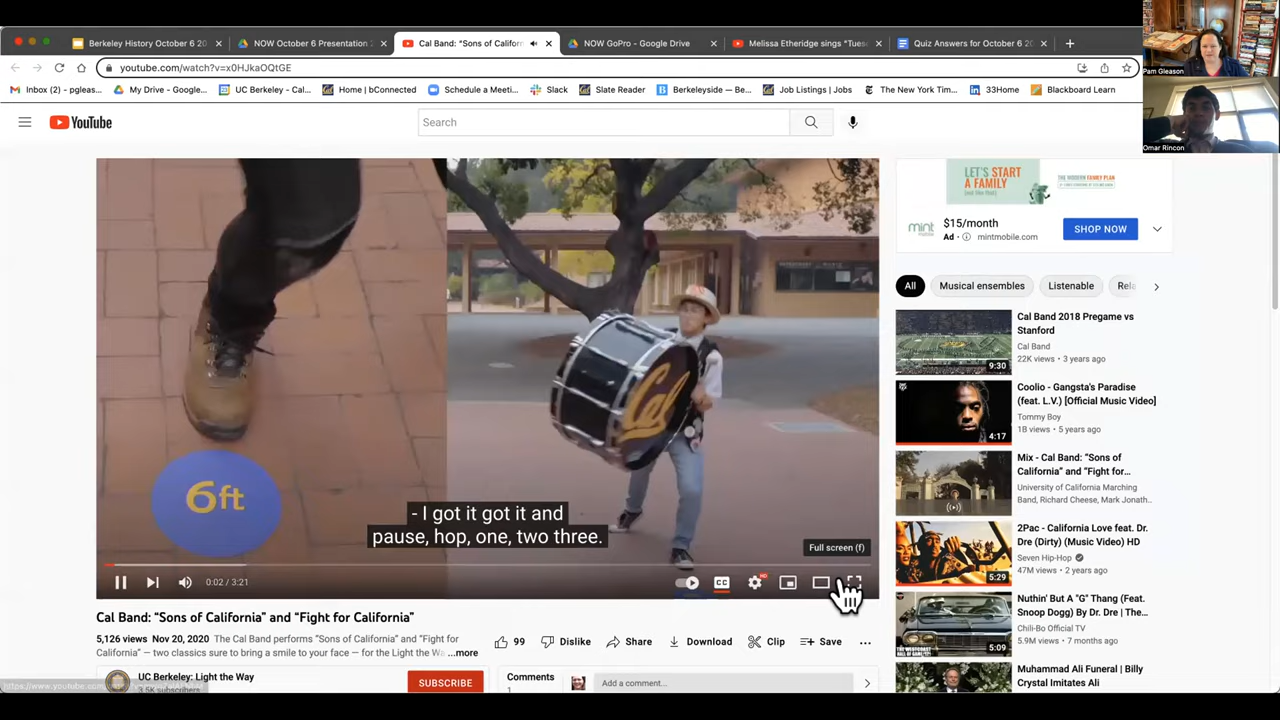 Berkeley History October 6 20
NOW October 6 Presentation
Cal Band: “Sons of Californ
NOW GoPro - Google Drive
Melissa Etheridge sings “Tues
Quiz Answers for October 6 20
youtube.com/watch?v=x0HJkaOQtGE
Inbox (2) - pgleas...
My Drive - Google...
UC Berkeley - Cal...
Home | bConnected
Schedule a Meeti...
Slack
Slate Reader
Berkeleyside — Be...
Job Listings | Jobs
The New York Tim...
33Home
Blackboard Learn
Pam Gleason
Omar Rincon
YouTube
Search
6ft
Cal
- I got it got it and
pause, hop, one, two three.
Full screen (f)
0:02 / 3:21
CC
Cal Band: “Sons of California” and “Fight for California”
5,126 views Nov 20, 2020 The Cal Band performs “Sons of California” and “Fight for
California” — two classics sure to bring a smile to your face — for the Light the Wa ...more
99
Dislike
Share
Download
Clip
Save
UC Berkeley: Light the Way
3.5K subscribers
SUBSCRIBE
Comments
1
Add a comment...
LET'S START
A FAMILY
THE MODERN FAMILY PLAN
mint
$15/month
Ad · mintmobile.com
SHOP NOW
All
Musical ensembles
Listenable
Rela
Cal Band 2018 Pregame vs
Stanford
Cal Band
22K views · 3 years ago
9:30
Coolio - Gangsta's Paradise
(feat. L.V.) [Official Music Video]
Tommy Boy
1B views · 5 years ago
4:17
Mix - Cal Band: “Sons of
California” and “Fight for...
University of California Marching
Band, Richard Cheese, Mark Jonath...
2Pac - California Love feat. Dr.
Dre (Dirty) (Music Video) HD
Seven Hip-Hop
47M views · 2 years ago
5:29
Nuthin' But A "G" Thang (Feat.
Snoop Dogg) By Dr. Dre | The...
Chili-Bo Official TV
5.9M views · 7 months ago
5:09
Muhammad Ali Funeral | Billy
Crystal Imitates Ali